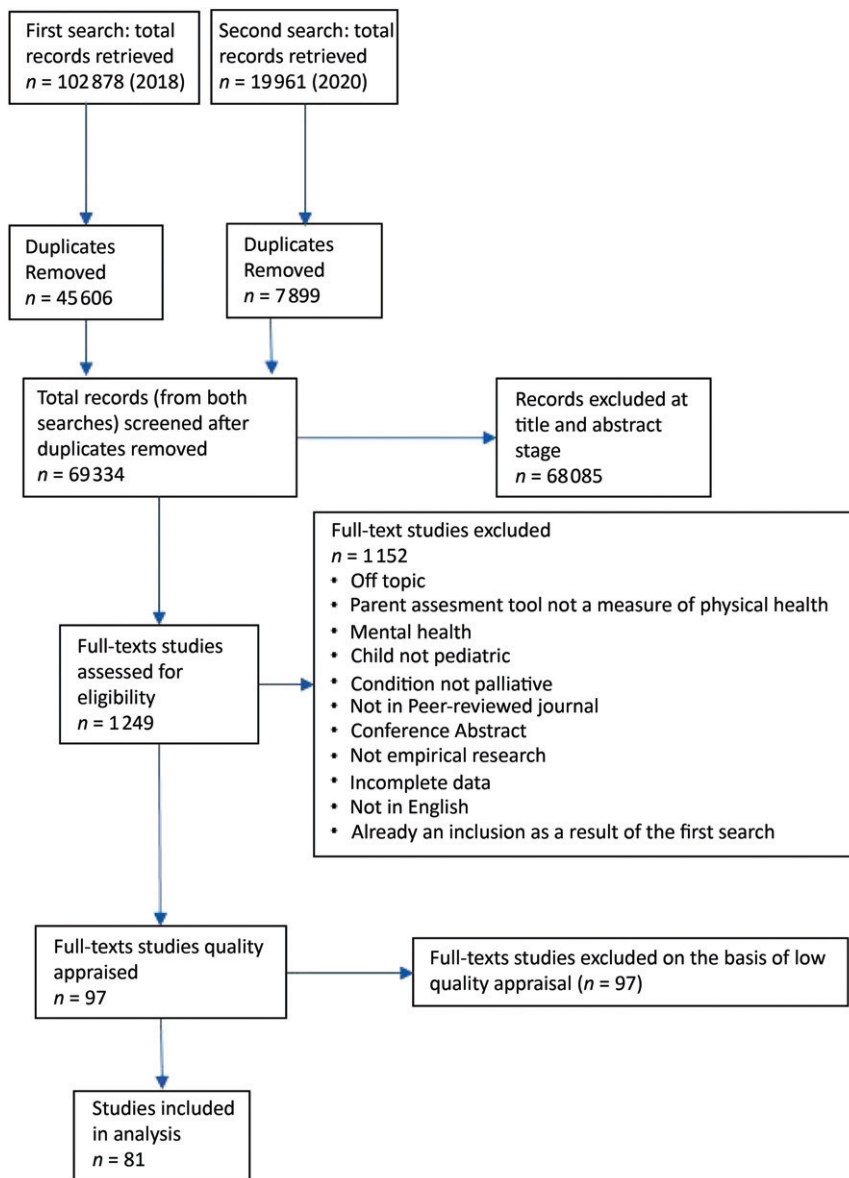 First search: total
records retrieved
n = 102 878 (2018)
Second search: total
records retrieved
n = 19 961 (2020)
Duplicates
Removed
n = 45 606
Duplicates
Removed
n = 7 899
Total records (from both
searches) screened after
duplicates removed
n = 69 334
Records excluded at
title and abstract
stage
n = 68 085
Full-texts studies
assessed for
eligibility
n = 1 249
Full-text studies excluded
n = 1 152
• Off topic
• Parent assesment tool not a measure of physical health
• Mental health
• Child not pediatric
• Condition not palliative
• Not in Peer-reviewed journal
• Conference Abstract
• Not empirical research
• Incomplete data
• Not in English
• Already an inclusion as a result of the first search
Full-texts studies quality
appraised
n = 97
Full-texts studies excluded on the basis of low
quality appraisal (n = 97)
Studies included
in analysis
n = 81